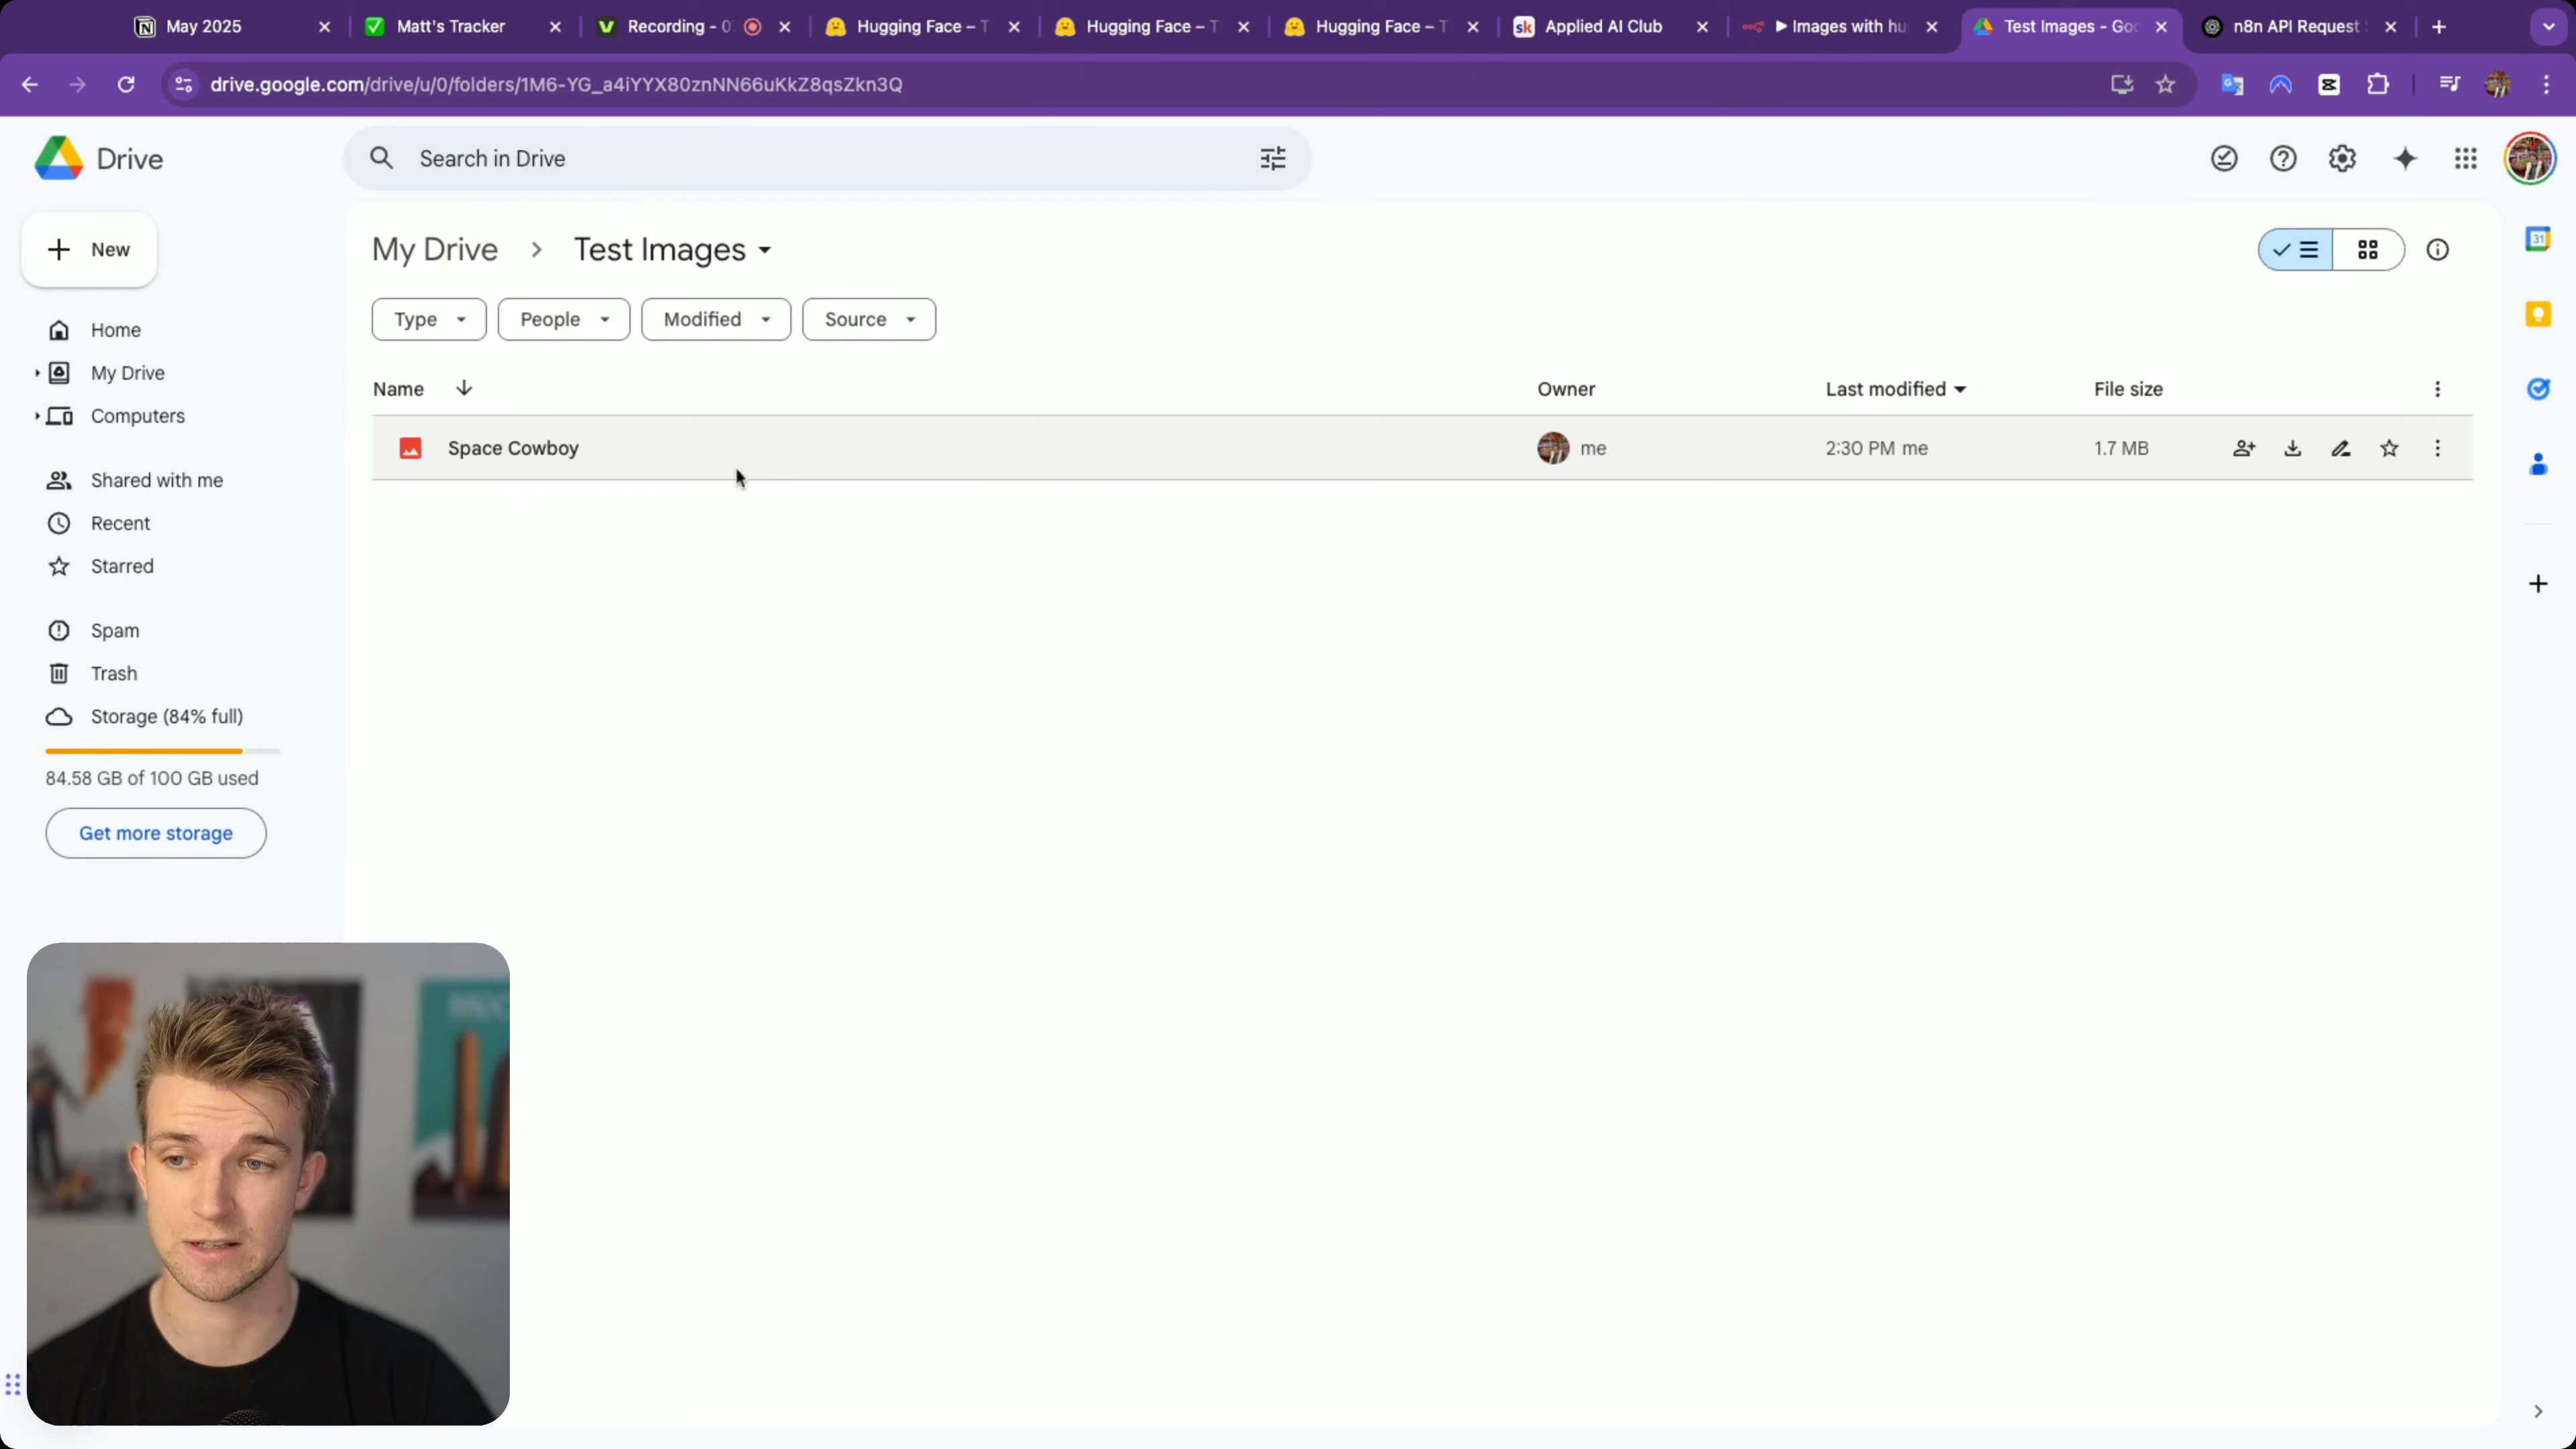 May 2025
Matt's Tracker
Recording - 0
Hugging Face – T
Hugging Face – T
Hugging Face – T
sk Applied AI Club
Images with hu
Test Images - Goo
n8n API Request
drive.google.com/drive/u/0/folders/1M6-YG_a4iYYX80znNN66uKkZ8qsZkn3Q
Drive
Search in Drive
New
My Drive
Test Images
31
Type
People
Modified
Source
Home
My Drive
Computers
Name
Owner
Last modified
File size
Space Cowboy
me
2:30 PM me
1.7 MB
Shared with me
Recent
Starred
Spam
Trash
Storage (84% full)
84.58 GB of 100 GB used
Get more storage